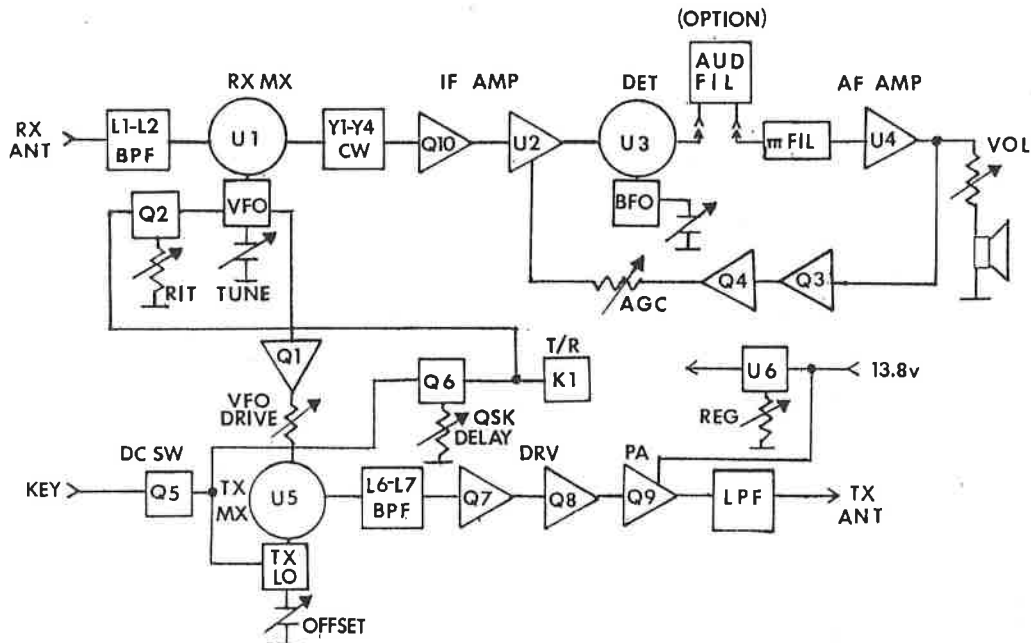 (OPTION)
RX MX
IF AMP
DET
AUD
FIL
AF AMP
RX
ANT
L1-L2
BPF
U1
Y1-Y4
CW
Q10
U2
U3
πFIL
U4
VOL
Q2
VFO
BFO
RIT
TUNE
AGC
Q4
Q3
Q1
T/R
Q6
K1
U6
13.8v
VFO
DRIVE
QSK
DELAY
REG
DC SW
DRV
PA
KEY
Q5
TX
MX
U5
L6-L7
BPF
Q7
Q8
Q9
LPF
TX
ANT
TX
LO
OFFSET